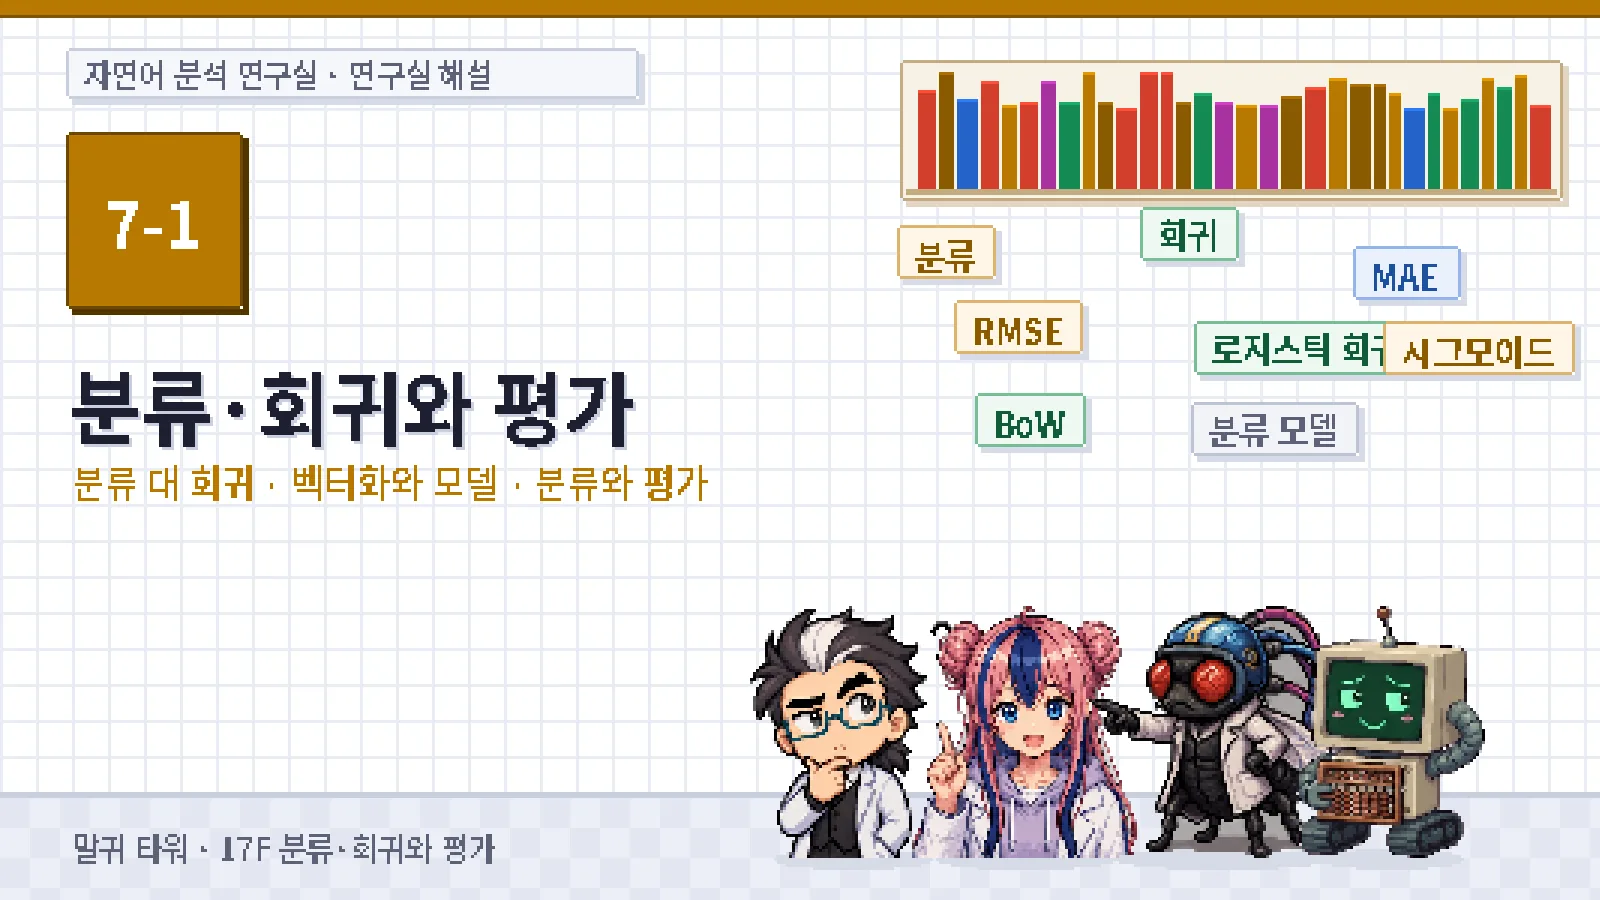 자연어 분석 연구실 · 연구실 해설
7-1
분류·회귀와 평가
분류 대 회귀 · 벡터화와 모델 · 분류와 평가
분류
회귀
MAE
RMSE
로지스틱 회귀
시그모이드
BoW
분류 모델
말귀 타워 · 17F 분류·회귀와 평가